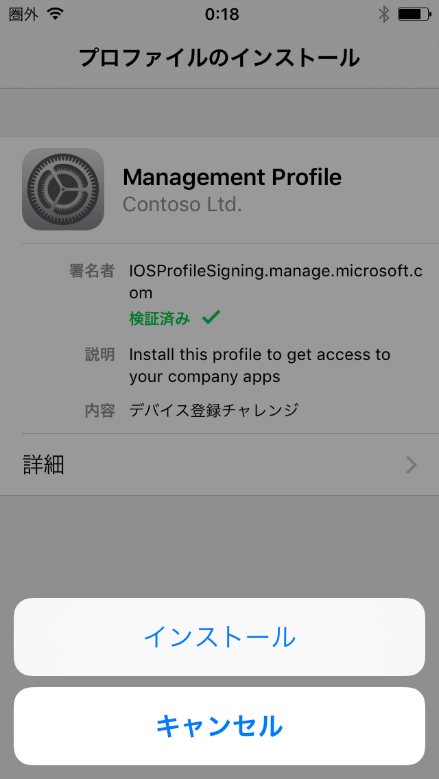 圏外 0:18
プロファイルのインストール
Management Profile
Contoso Ltd.
署名者 IOSProfileSigning.manage.microsoft.c
om
検証済み
説明 Install this profile to get access to
your company apps
内容 デバイス登録チャレンジ
詳細
インストール
キャンセル